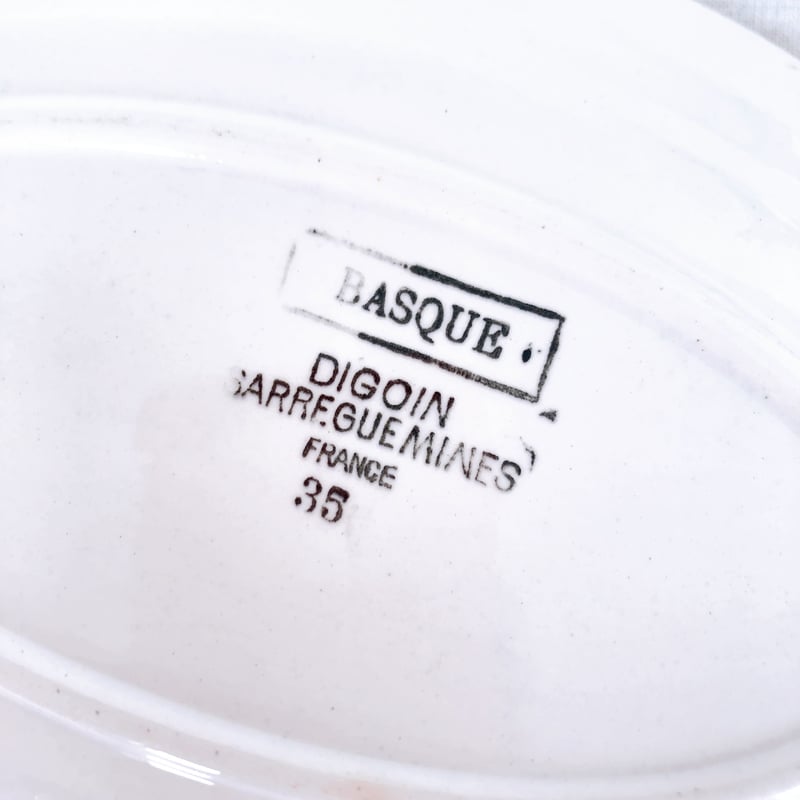 BASQUE
DIGOIN
SARREGUEMINES
FRANCE
35